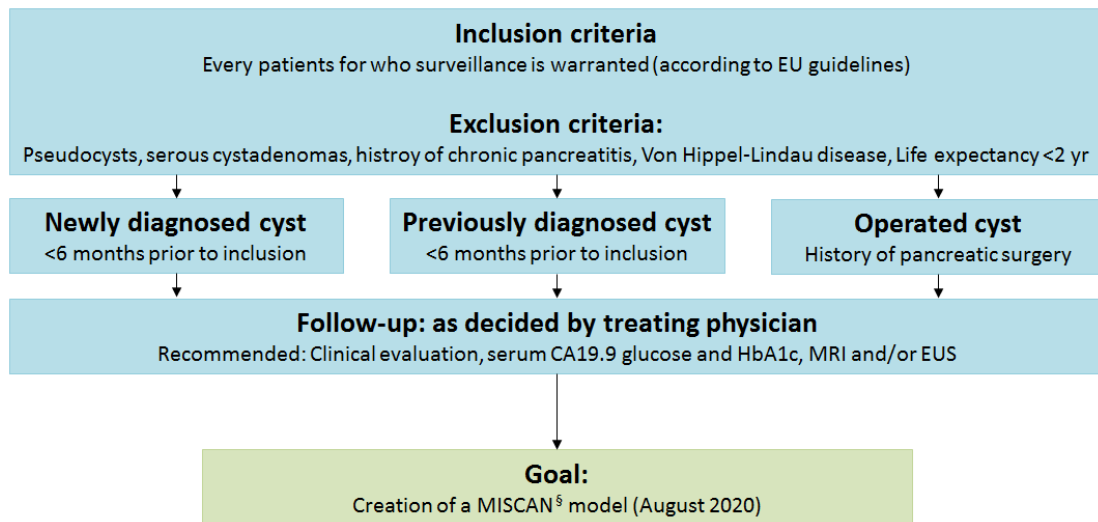 Inclusion criteria
Every patients for who surveillance is warranted (according to EU guidelines)
Exclusion criteria:
Pseudocysts, serous cystadenomas, histroy of chronic pancreatitis, Von Hippel-Lindau disease, Life expectancy <2 yr
Newly diagnosed cyst
<6 months prior to inclusion
Previously diagnosed cyst
<6 months prior to inclusion
Operated cyst
History of pancreatic surgery
Follow-up: as decided by treating physician
Recommended: Clinical evaluation, serum CA19.9 glucose and HbA1c, MRI and/or EUS
Goal:
Creation of a MISCAN§ model (August 2020)